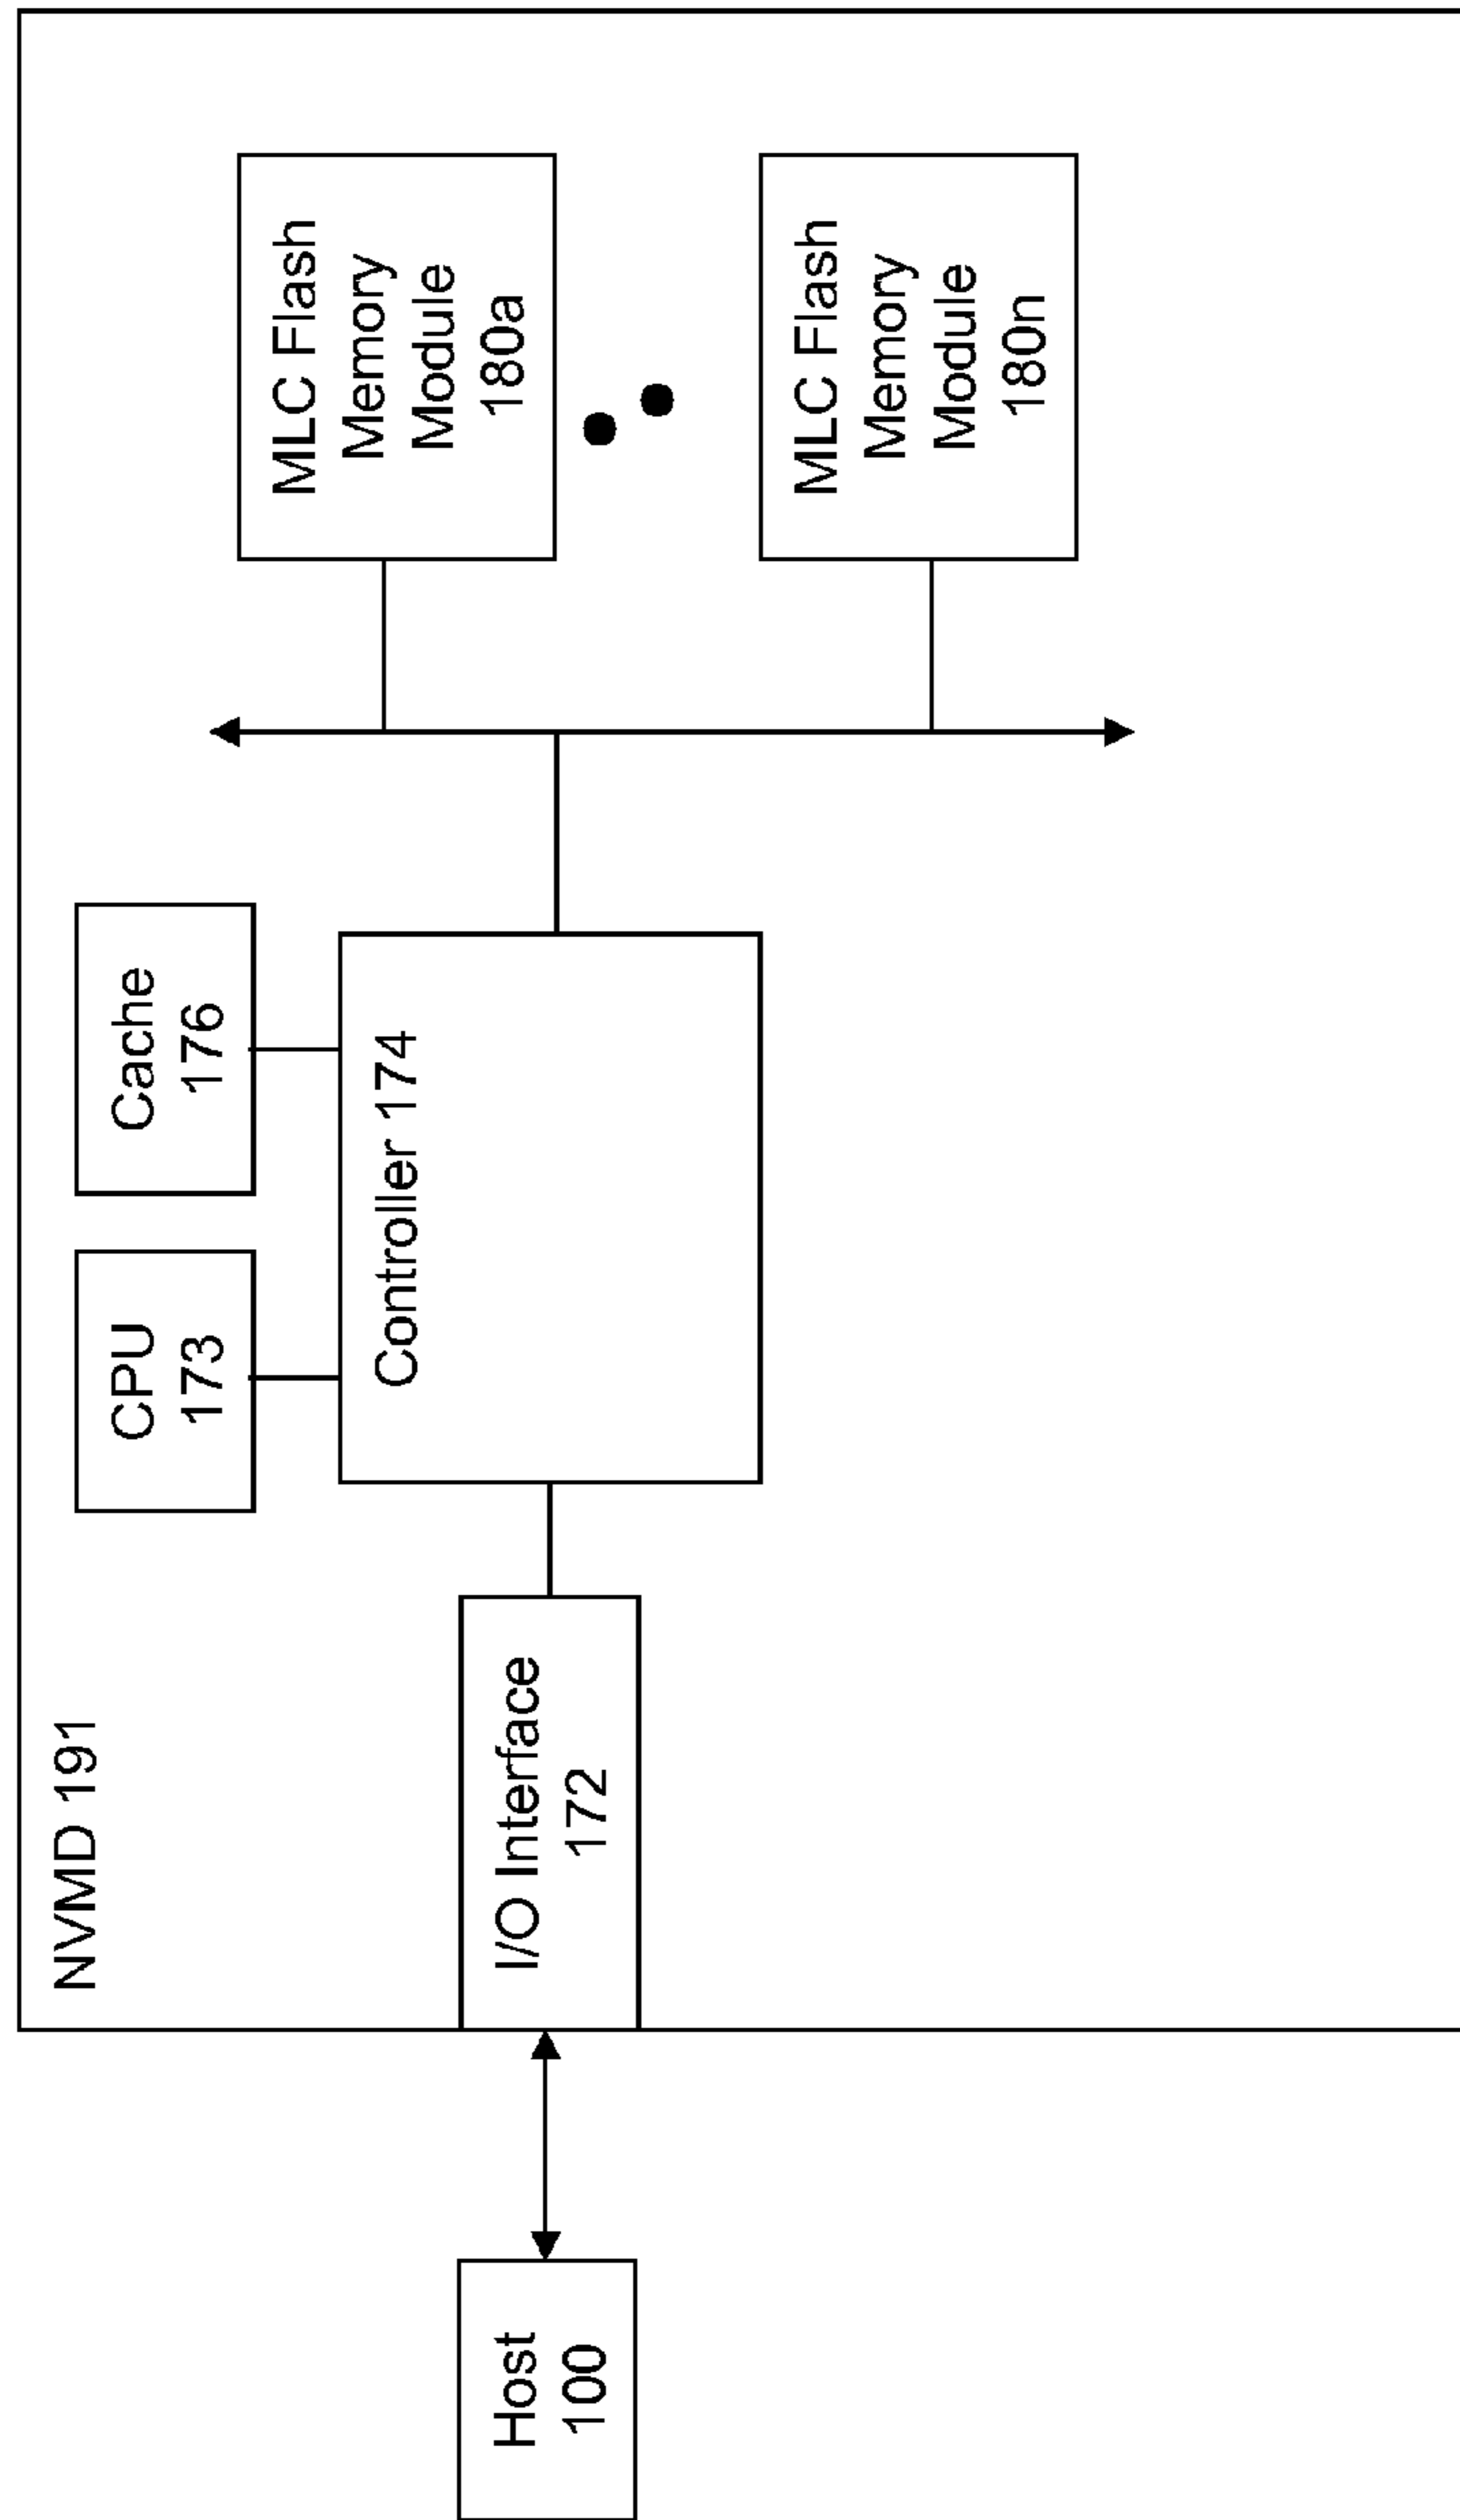 NVMD 191
Host
100
I/O Interface
172
CPU
173
Cache
176
Controller 174
MLC Flash
Memory
Module
180a
MLC Flash
Memory
Module
180n